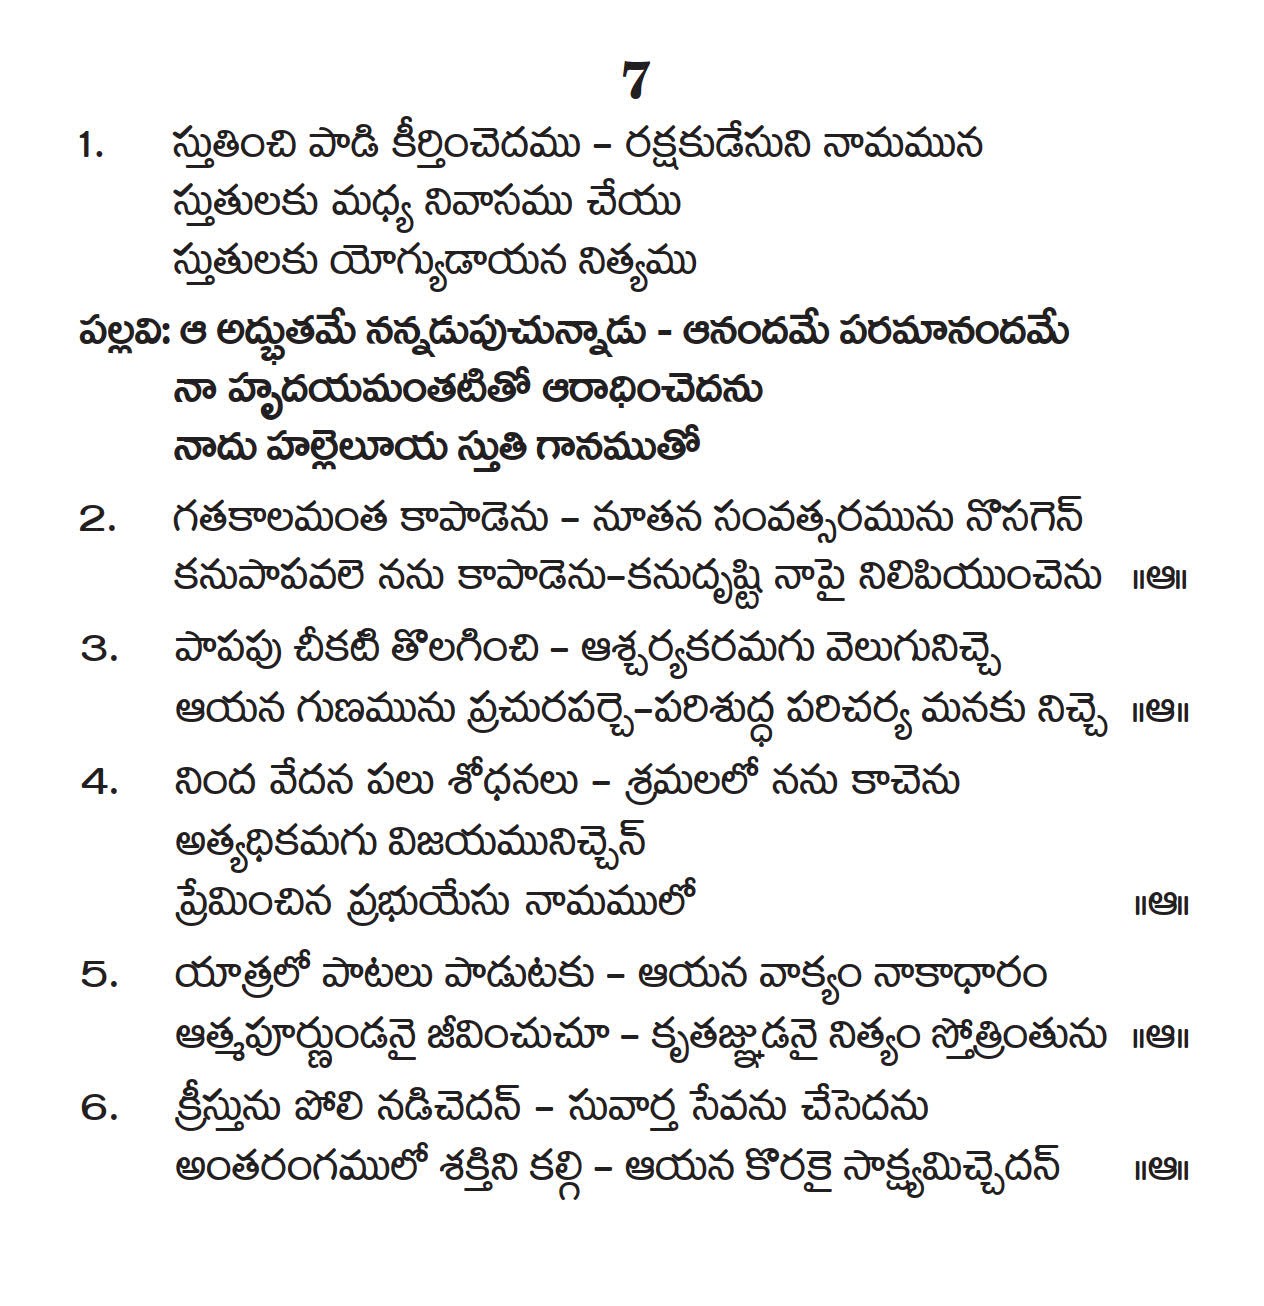 7
1. స్తుతించి పాడి కీర్తించెదము – రక్షకుడేసుని నామమున
స్తుతులకు మధ్య నివాసము చేయు
స్తుతులకు యోగ్యుడాయన నిత్యము
పల్లవి: ఆ అద్భుతమే నన్నడుపుచున్నాడు - ఆనందమే పరమానందమే
నా హృదయమంతటితో ఆరాధించెదను
నాదు హల్లెలూయ స్తుతి గానముతో
2. గతకాలమంత కాపాడెను – నూతన సంవత్సరమును నొసగెన్
కనుపాపవలె నను కాపాడెను–కనుదృష్టి నాపై నిలిపియుంచెను ॥ఆ॥
3. పాపపు చీకటి తొలగించి – ఆశ్చర్యకరమగు వెలుగునిచ్చె
ఆయన గుణమును ప్రచురపర్చె–పరిశుద్ధ పరిచర్య మనకు నిచ్చె ॥ఆ॥
4. నింద వేదన పలు శోధనలు – శ్రమలలో నను కాచెను
అత్యధికమగు విజయమునిచ్చెన్
ప్రేమించిన ప్రభుయేసు నామములో ॥ఆ॥
5. యాత్రలో పాటలు పాడుటకు – ఆయన వాక్యం నాకాధారం
ఆత్మపూర్ణుండనై జీవించుచూ – కృతజ్ఞుడనై నిత్యం స్తోత్రింతును ॥ఆ॥
6. క్రీస్తును పోలి నడిచెదన్ – సువార్త సేవను చేసెదను
అంతరంగములో శక్తిని కల్గి – ఆయన కొరకై సాక్ష్యమిచ్చెదన్ ॥ఆ॥